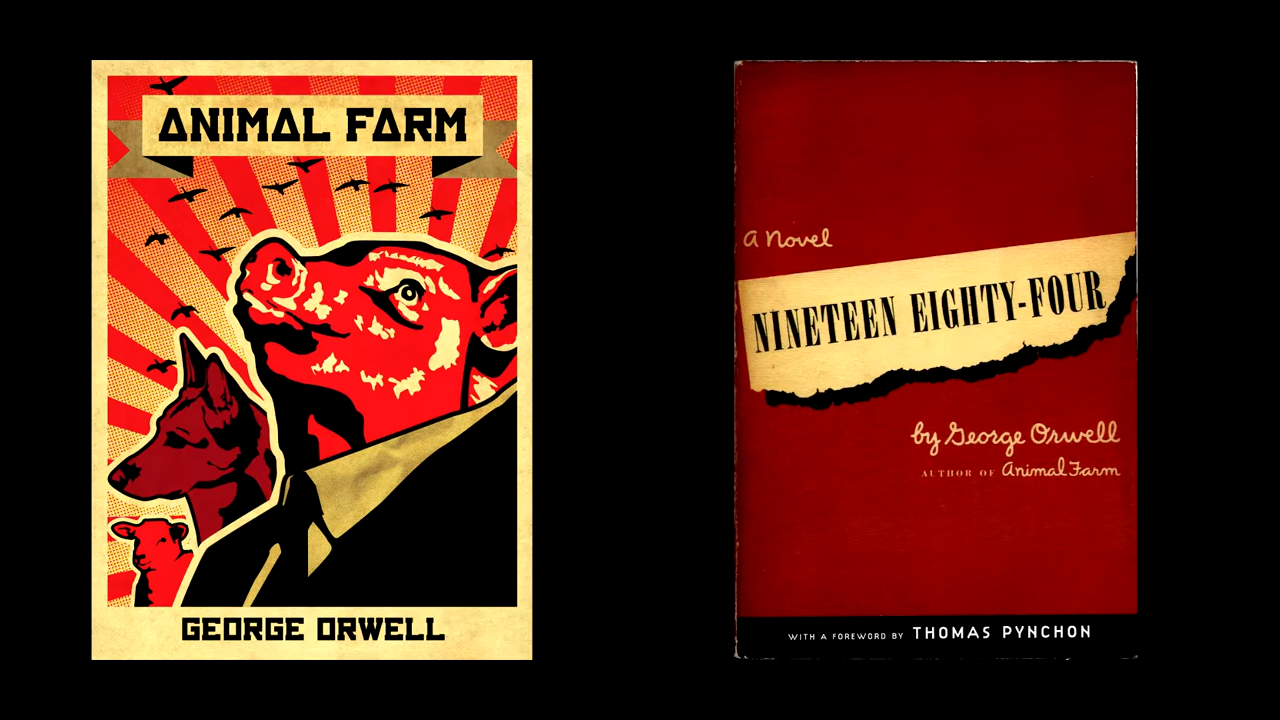 ANIMAL FARM
GEORGE ORWELL
A Novel
NINETEEN EIGHTY-FOUR
by George Orwell
AUTHOR OF Animal Farm
WITH A FOREWORD BY THOMAS PYNCHON